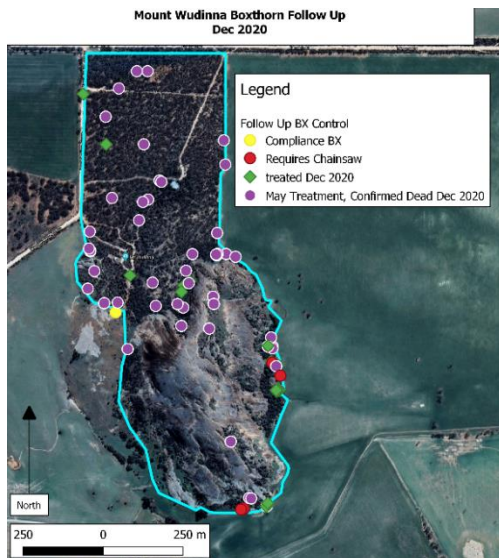 Mount Wudinna Boxthorn Follow Up
Dec 2020
Legend
Follow Up BX Control
Compliance BX
Requires Chainsaw
treated Dec 2020
May Treatment, Confirmed Dead Dec 2020
North
250 0 250 m